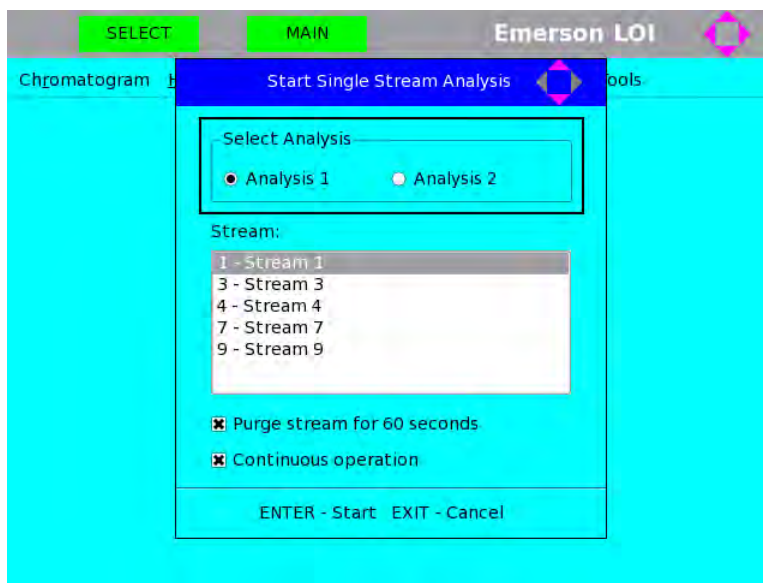 SELECT MAIN Emerson LOI
Chromatogram Tools
Start Single Stream Analysis
Select Analysis
Analysis 1 Analysis 2
Stream:
1 - Stream 1
3 - Stream 3
4 - Stream 4
7 - Stream 7
9 - Stream 9
Purge stream for 60 seconds
Continuous operation
ENTER - Start EXIT - Cancel